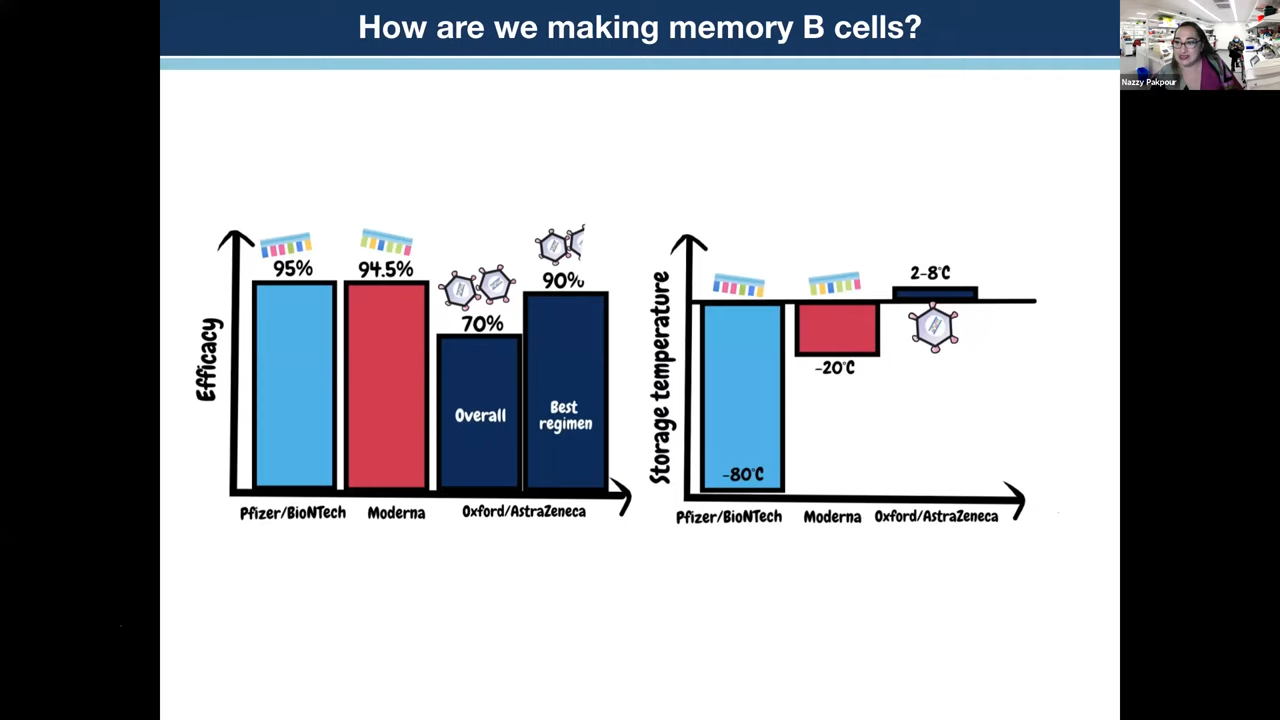 How are we making memory B cells?
Nazzy Pakpour
Efficacy
95%
94.5%
70%
90%
Overall
Best
regimen
Pfizer/BioNTech
Moderna
Oxford/AstraZeneca
Storage temperature
-80°C
-20°C
2-8°C
Pfizer/BioNTech
Moderna
Oxford/AstraZeneca